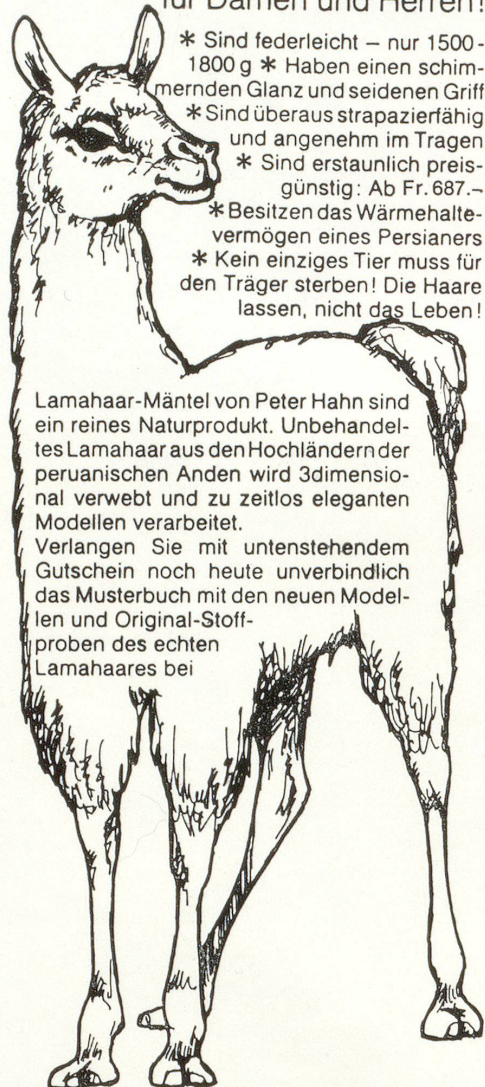 für Damen und Herren!
* Sind federleicht – nur 1500-
1800 g * Haben einen schim-
mernden Glanz und seidenen Griff
* Sind überaus strapazierfähig
und angenehm im Tragen
* Sind erstaunlich preis-
günstig: Ab Fr. 687.–
* Besitzen das Wärmehalte-
vermögen eines Persianers
* Kein einziges Tier muss für
den Träger sterben! Die Haare
lassen, nicht das Leben!
Lamahaar-Mäntel von Peter Hahn sind
ein reines Naturprodukt. Unbehandel-
tes Lamahaar aus den Hochländern der
peruanischen Anden wird 3dimensio-
nal verwebt und zu zeitlos eleganten
Modellen verarbeitet.
Verlangen Sie mit untenstehendem
Gutschein noch heute unverbindlich
das Musterbuch mit den neuen Model-
len und Original-Stoff-
proben des echten
Lamahaares bei